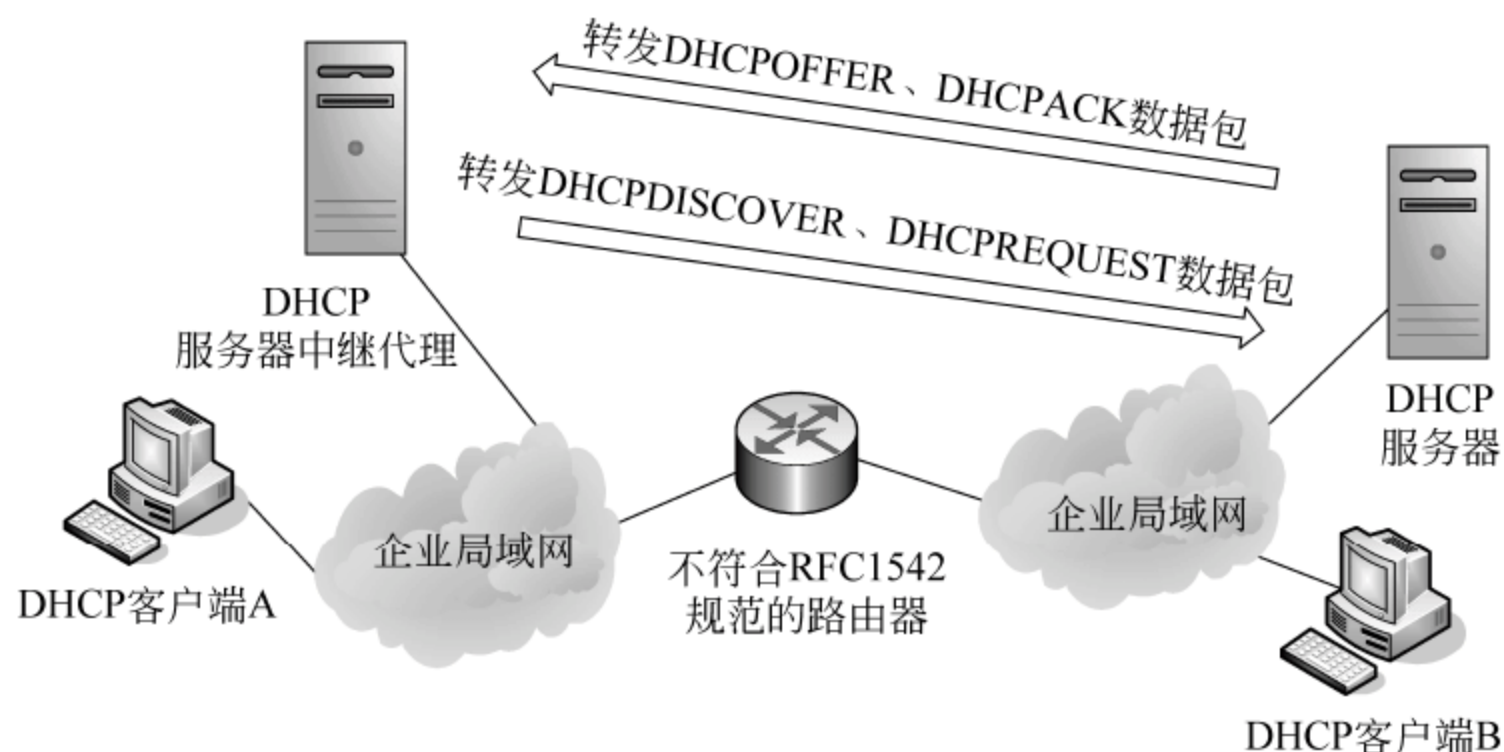 转发DHCPOFFER、DHCPACK数据包
转发DHCPDISCOVER、DHCPREQUEST数据包
DHCP
服务器中继代理
DHCP
服务器
企业局域网
企业局域网
不符合RFC1542
规范的路由器
DHCP客户端A
DHCP客户端B